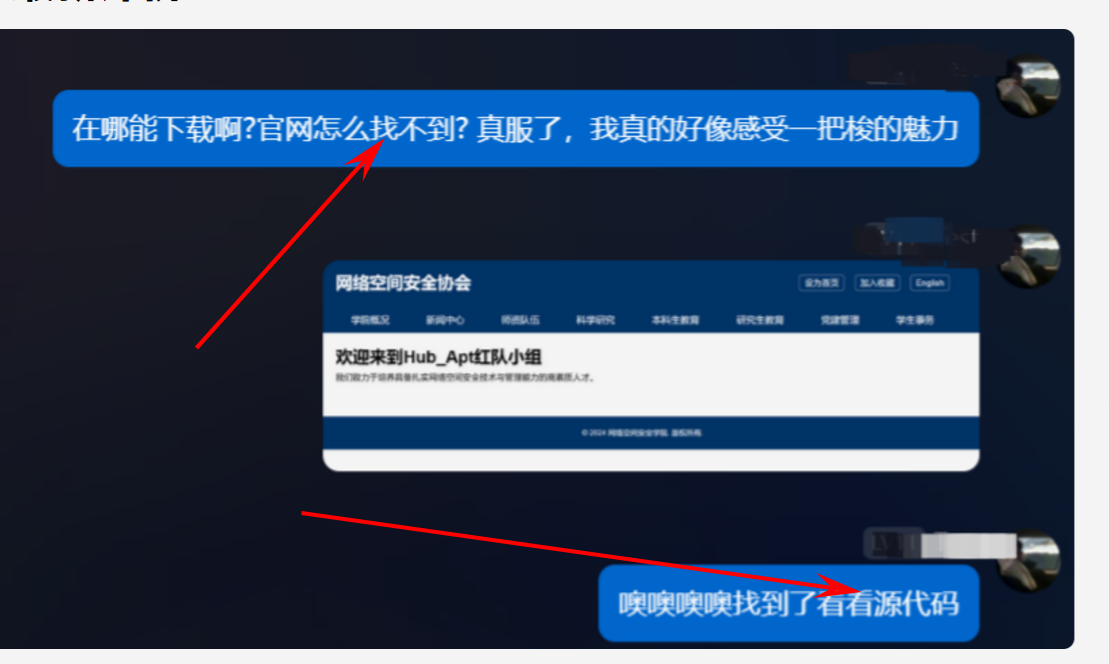 在哪能下载啊?官网怎么找不到? 真服了，我真的好像感受一把梭的魅力
网络空间安全协会
设为首页 加入收藏 English
学院概况 新闻中心 师资队伍 科学研究 本科生教育 研究生教育 党建管理 学生事务
欢迎来到Hub_Apt红队小组
我们致力于培养具备扎实网络空间安全技术与管理能力的高素质人才。
© 2024 网络空间安全学院. 版权所有.
噢噢噢噢找到了看看源代码